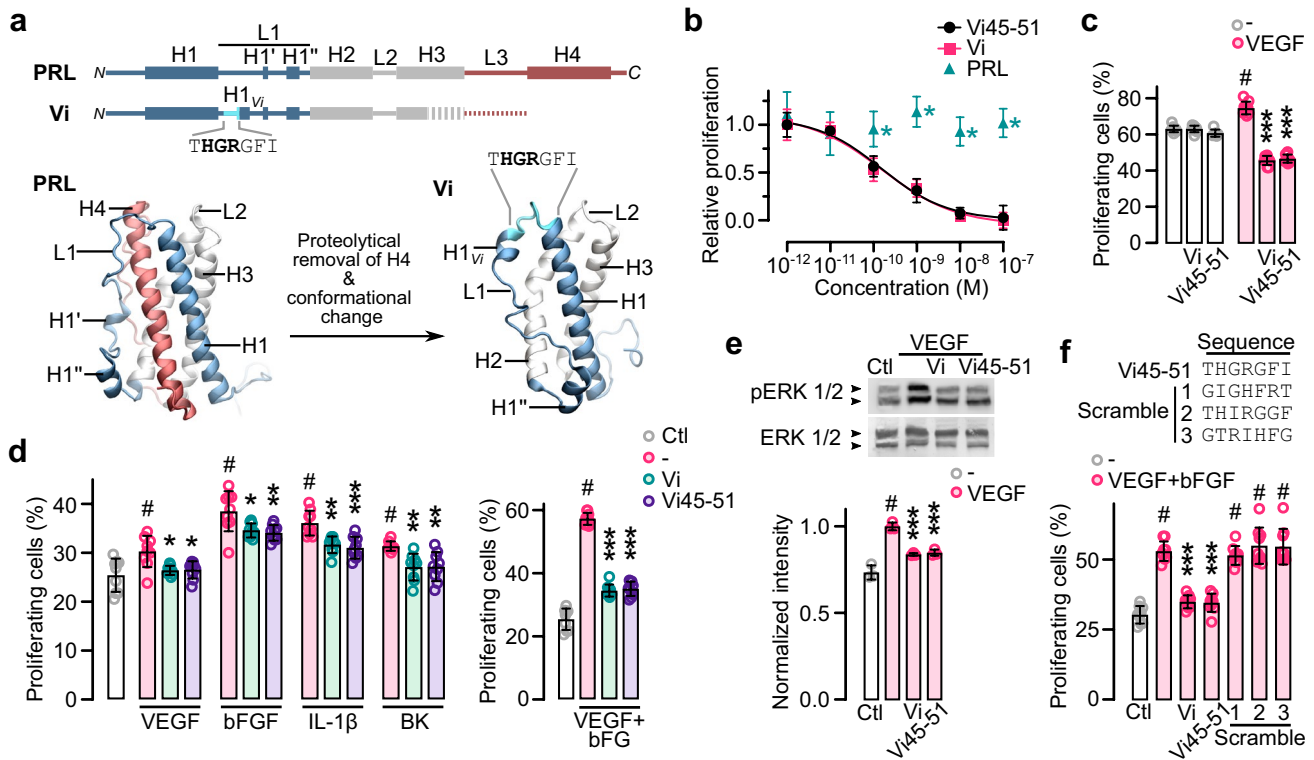 a
L1
H1 H1' H1" H2 L2 H3 L3 H4
PRL N C
Vi N H1Vi
THGRGFI
PRL
H4
L1
H1'
H1"
L2
H3
H1
Proteolytical
removal of H4
&
conformational
change
THGRGFI
Vi
L2
H1Vi
H3
L1
H1
H2
H1"
b
Vi45-51
Vi
PRL
Relative proliferation
1.0
0.5
0.0
* * * *
10-12 10-11 10-10 10-9 10-8 10-7
Concentration (M)
c
-
VEGF
Proliferating cells (%)
80
60
40
20
0
# *** ***
Vi Vi
Vi45-51 Vi45-51
d
Ctl
-
Vi
Vi45-51
Proliferating cells (%)
40
30
20
0
# * * # * ** # ** *** # ** **
VEGF bFGF IL-1β BK
Proliferating cells (%)
60
40
20
0
# *** ***
VEGF+
bFG
e
VEGF
Ctl Vi Vi45-51
pERK 1/2
ERK 1/2
-
VEGF
Normalized intensity
1.0
0.5
0.0
# *** ***
Ctl Vi
Vi45-51
f
Sequence
Vi45-51 THGRGFI
1 GIGHFRT
Scramble 2 THIRGGF
3 GTRIHFG
-
VEGF+bFGF
Proliferating cells (%)
50
25
0
# *** *** # # #
Ctl Vi 1 2 3
Vi45-51 Scramble